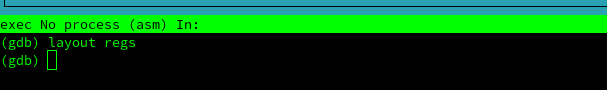 exec No process (asm) In:
(gdb) layout regs
(gdb)